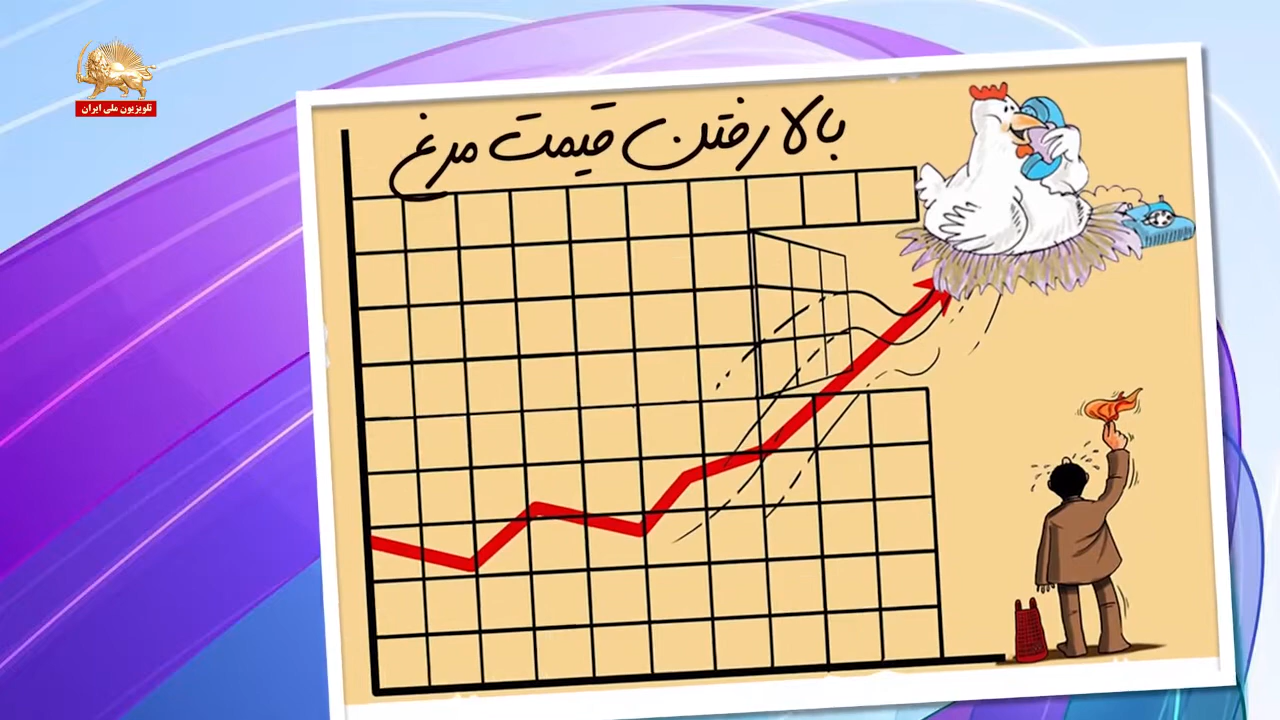 تلویزیون ملی ایران
بالا رفتن قیمت مرغ